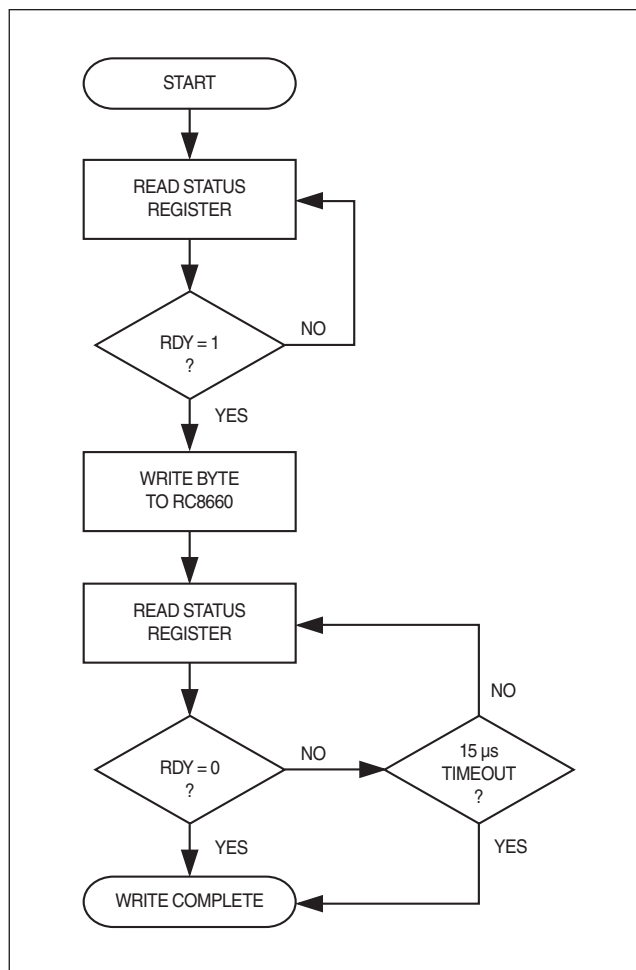 START
READ STATUS
REGISTER
RDY = 1
?
NO
YES
WRITE BYTE
TO RC8660
READ STATUS
REGISTER
NO
RDY = 0
?
NO
15 µs
TIMEOUT
?
YES
YES
WRITE COMPLETE